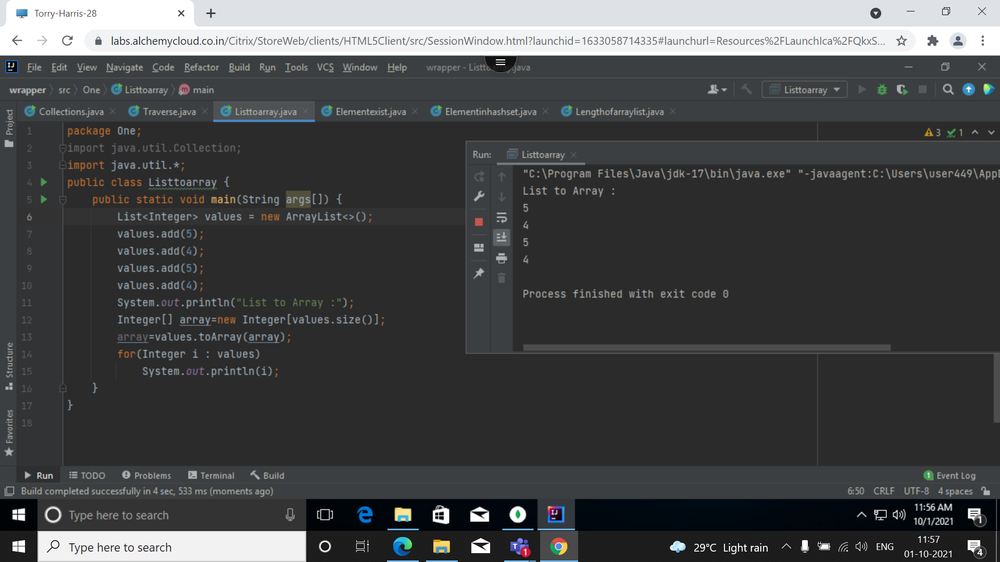 Torry-Harris-28
labs.alchemycloud.co.in/Citrix/StoreWeb/clients/HTML5Client/src/SessionWindow.html?launchid=1633058714335#launchurl=Resources%2FLaunchIca%2FQkxS...
File Edit View Navigate Code Refactor Build Run Tools VCS Window Help wrapper - Listtoarray.java
wrapper src One Listtoarray main Listtoarray
Collections.java Traverse.java Listtoarray.java Elementexist.java Elementinhashset.java Lengthofarraylist.java
Project
Structure
Favorites
3 1
1 package One;
2 import java.util.Collection;
3 import java.util.*;
4 public class Listtoarray {
5 public static void main(String args[]) {
6 List<Integer> values = new ArrayList<>();
7 values.add(5);
8 values.add(4);
9 values.add(5);
10 values.add(4);
11 System.out.println("List to Array :");
12 Integer[] array=new Integer[values.size()];
13 array=values.toArray(array);
14 for(Integer i : values)
15 System.out.println(i);
16 }
17 }
18
Run: Listtoarray
"C:\Program Files\Java\jdk-17\bin\java.exe" "-javaagent:C:\Users\user449\AppD
List to Array :
5
4
5
4
Process finished with exit code 0
Run TODO Problems Terminal Build 1 Event Log
Build completed successfully in 4 sec, 533 ms (moments ago) 6:50 CRLF UTF-8 4 spaces
Type here to search 11:56 AM
10/1/2021 1
Type here to search 1 29°C Light rain ENG 11:57
01-10-2021 4